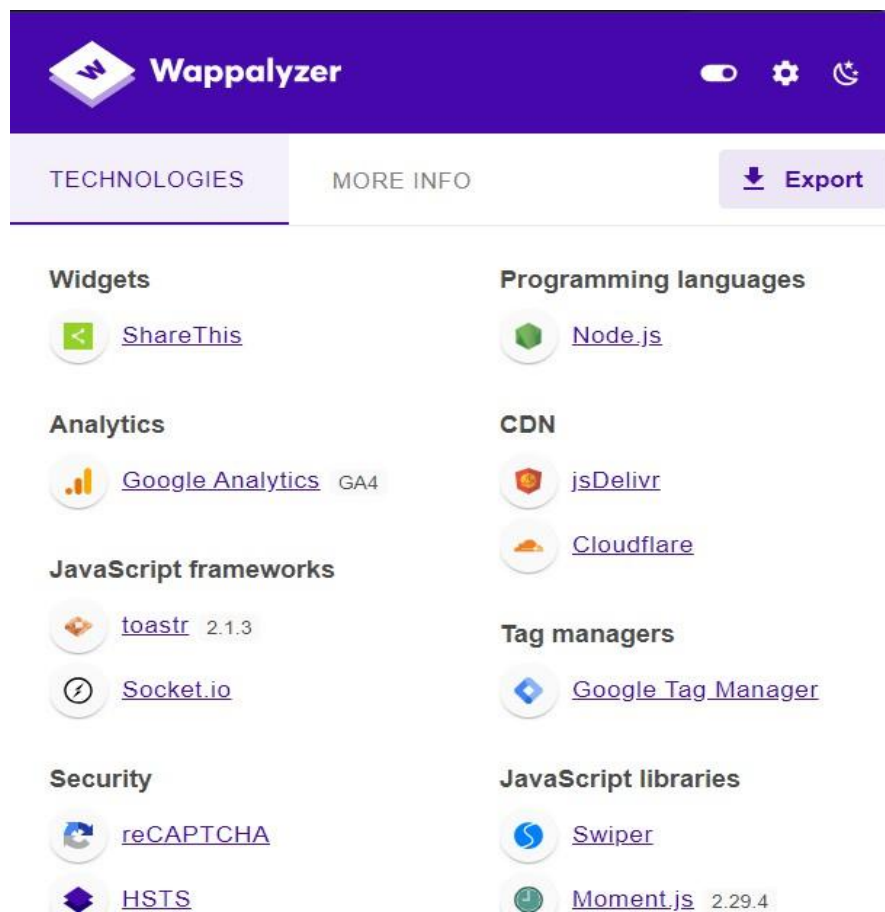 Wappalyzer
TECHNOLOGIES
MORE INFO
Export
Widgets
ShareThis
Analytics
Google Analytics GA4
JavaScript frameworks
toastr 2.1.3
Socket.io
Security
reCAPTCHA
HSTS
Programming languages
Node.js
CDN
jsDelivr
Cloudflare
Tag managers
Google Tag Manager
JavaScript libraries
Swiper
Moment.js 2.29.4